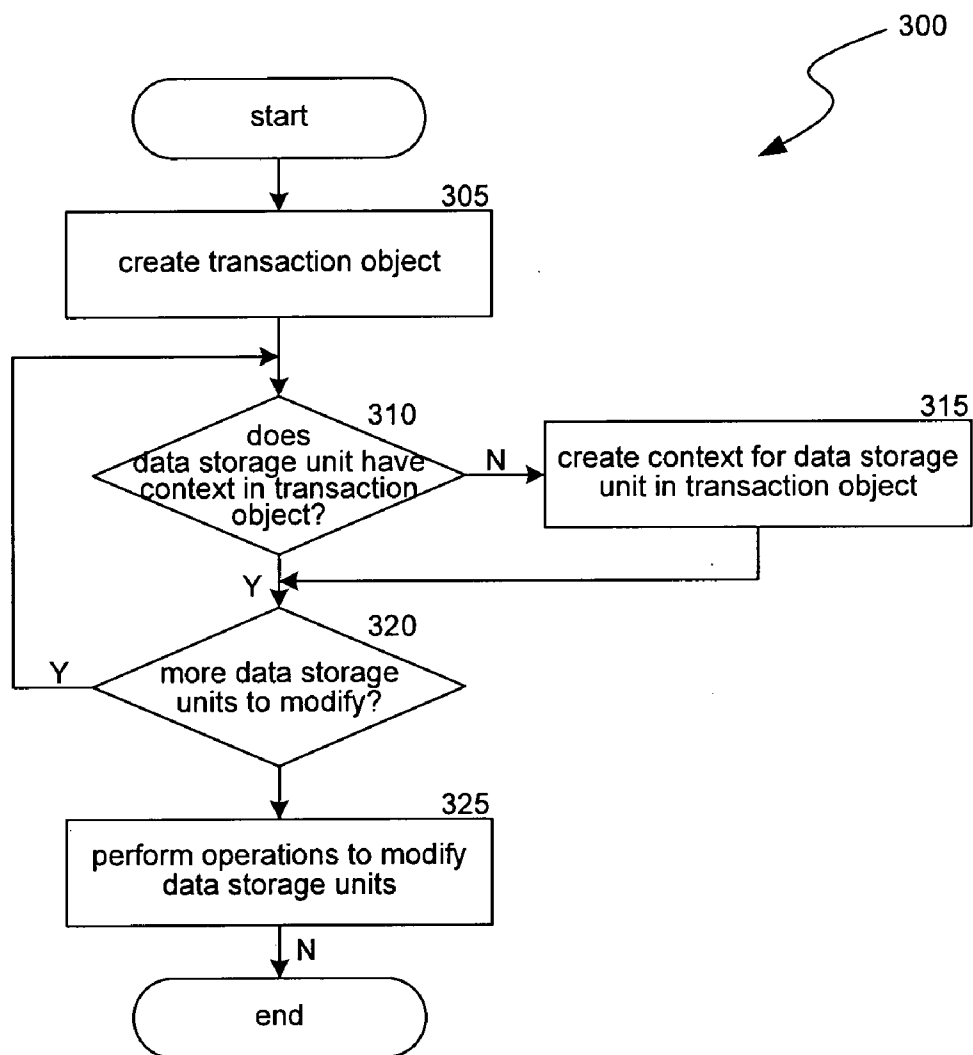 300
start
305
create transaction object
310
does
data storage unit have
context in transaction
object?
N
315
create context for data storage
unit in transaction object
Y
320
more data storage
units to modify?
Y
325
perform operations to modify
data storage units
N
end